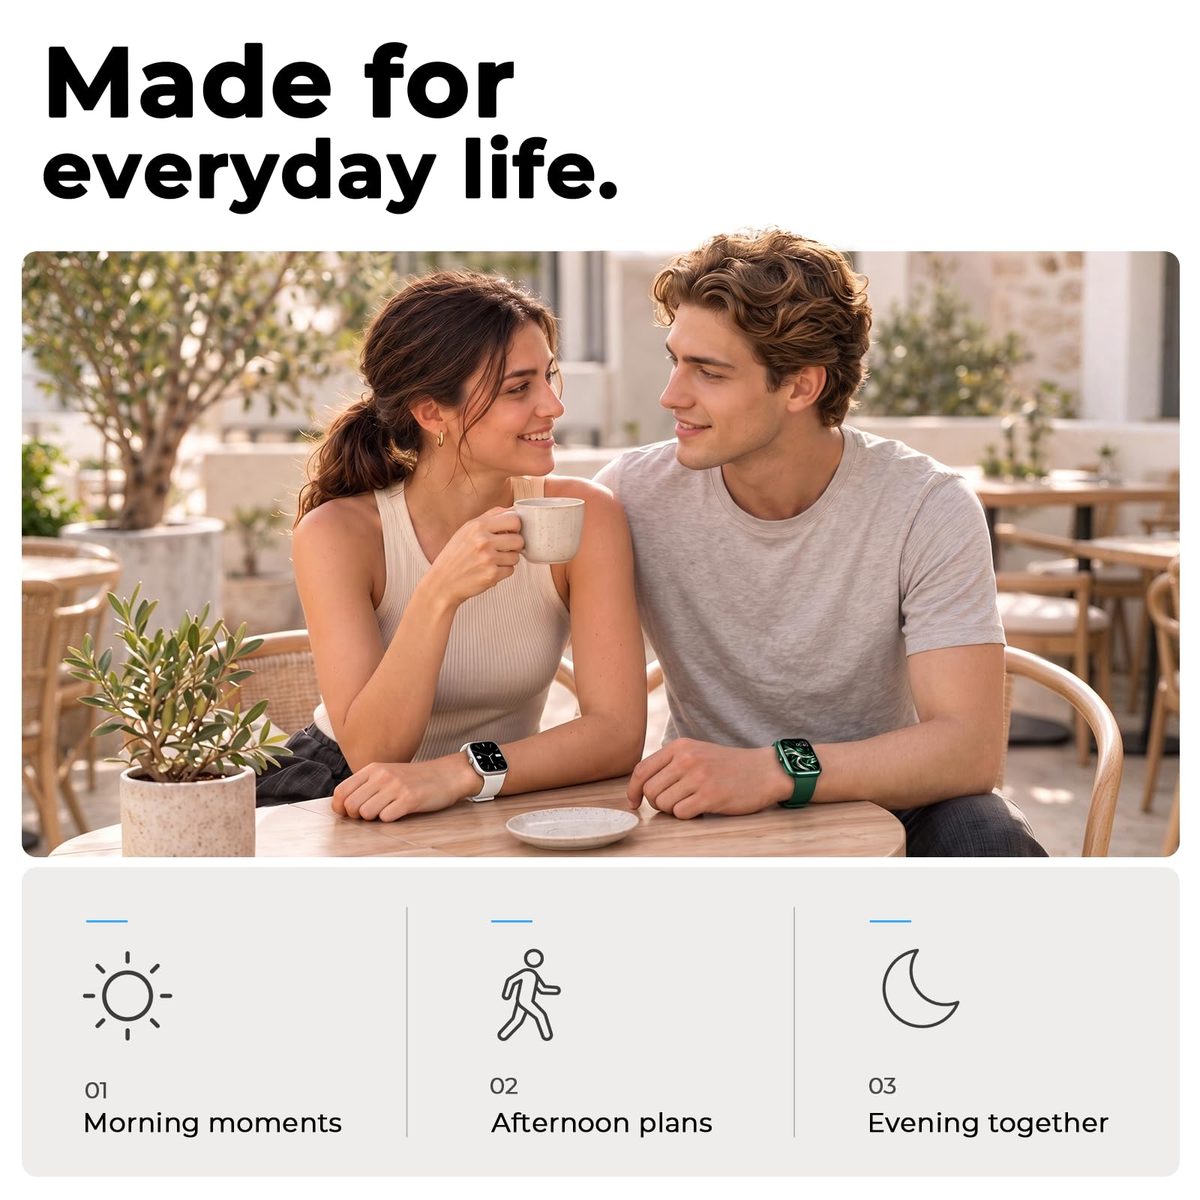 Made for
everyday life.
01
Morning moments
02
Afternoon plans
03
Evening together